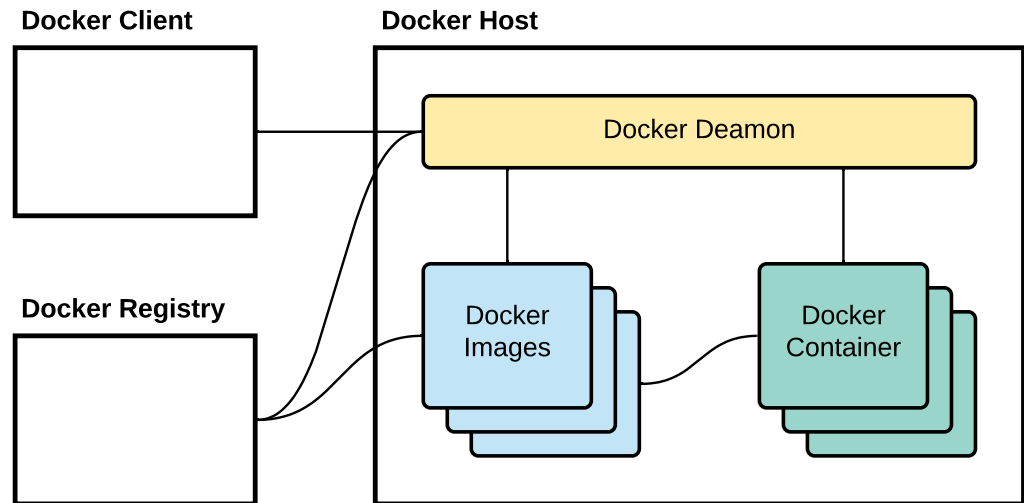 Docker Client
Docker Host
Docker Deamon
Docker Registry
Docker
Images
Docker
Container